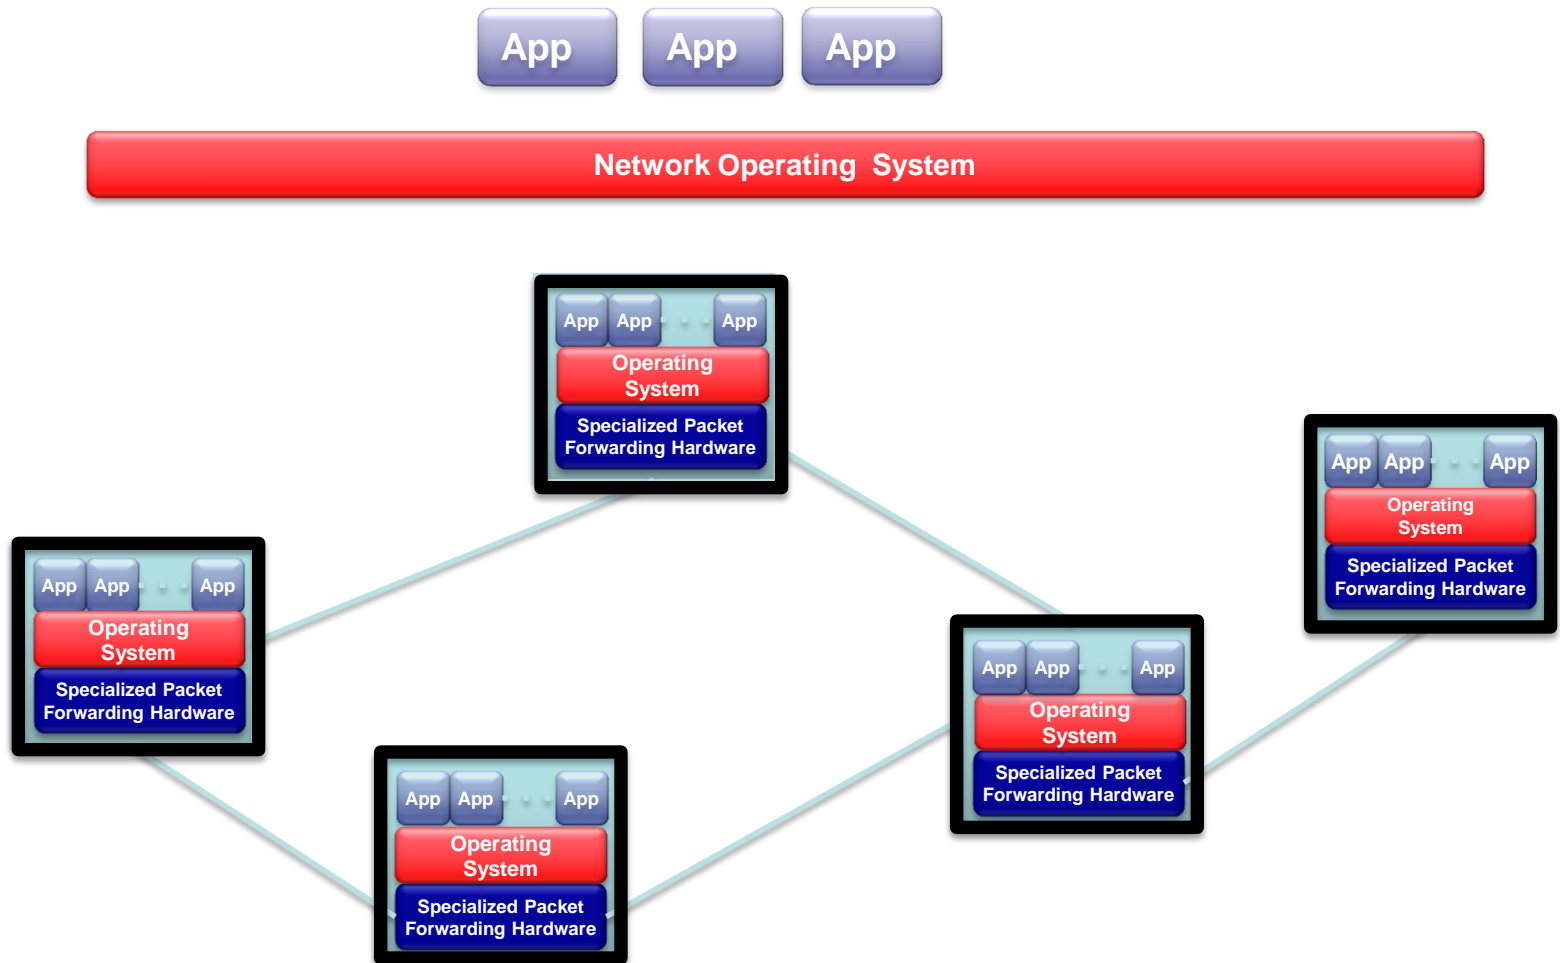 App App App
Network Operating System
App App . . . App
Operating
System
Specialized Packet
Forwarding Hardware
App App . . . App
Operating
System
Specialized Packet
Forwarding Hardware
App App . . . App
Operating
System
Specialized Packet
Forwarding Hardware
App App . . . App
Operating
System
Specialized Packet
Forwarding Hardware
App App . . . App
Operating
System
Specialized Packet
Forwarding Hardware